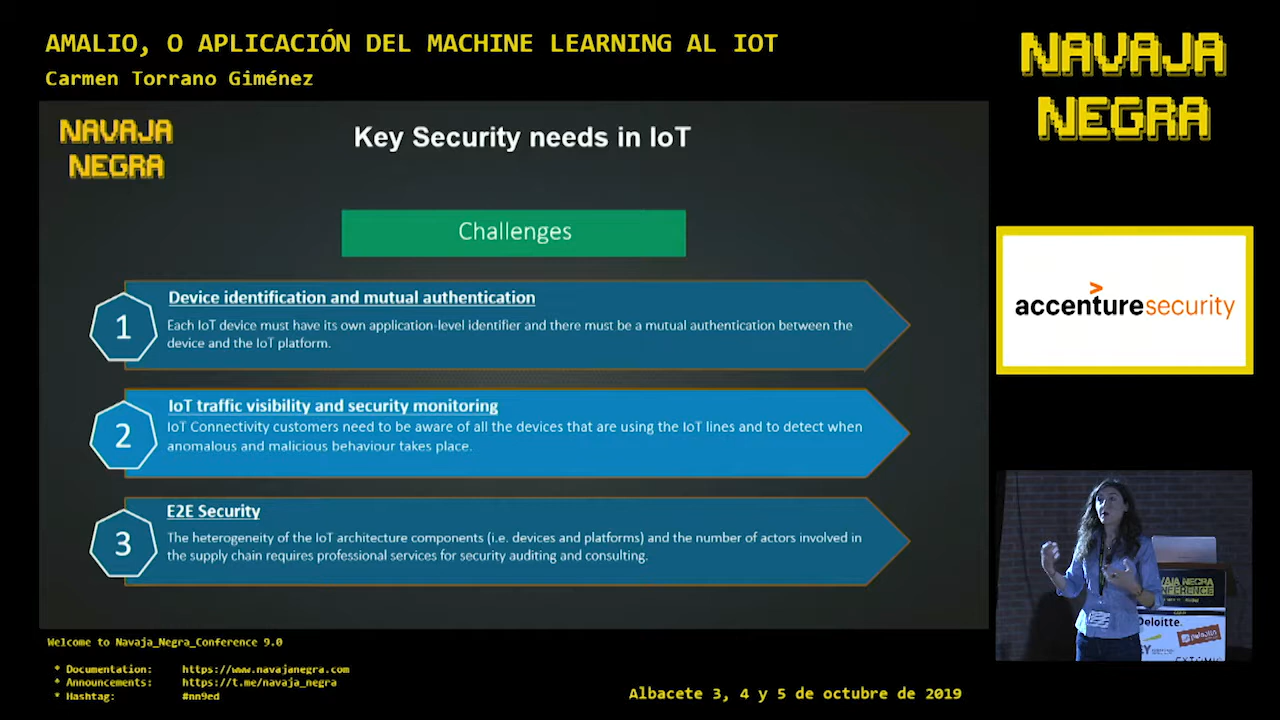 AMALIO, O APLICACIÓN DEL MACHINE LEARNING AL IOT
Carmen Torrano Giménez
NAVAJA
NEGRA
NAVAJA
NEGRA
Key Security needs in IoT
Challenges
1
Device identification and mutual authentication
Each IoT device must have its own application-level identifier and there must be a mutual authentication between the
device and the IoT platform.
2
IoT traffic visibility and security monitoring
IoT Connectivity customers need to be aware of all the devices that are using the IoT lines and to detect when
anomalous and malicious behaviour takes place.
3
E2E Security
The heterogeneity of the IoT architecture components (i.e. devices and platforms) and the number of actors involved in
the supply chain requires professional services for security auditing and consulting.
>
accenturesecurity
NEGRA
Deloitte.
Welcome to Navaja_Negra_Conference 9.0
* Documentation: https://www.navajanegra.com
* Announcements: https://t.me/navaja_negra
* Hashtag: #nn9ed
Albacete 3, 4 y 5 de octubre de 2019